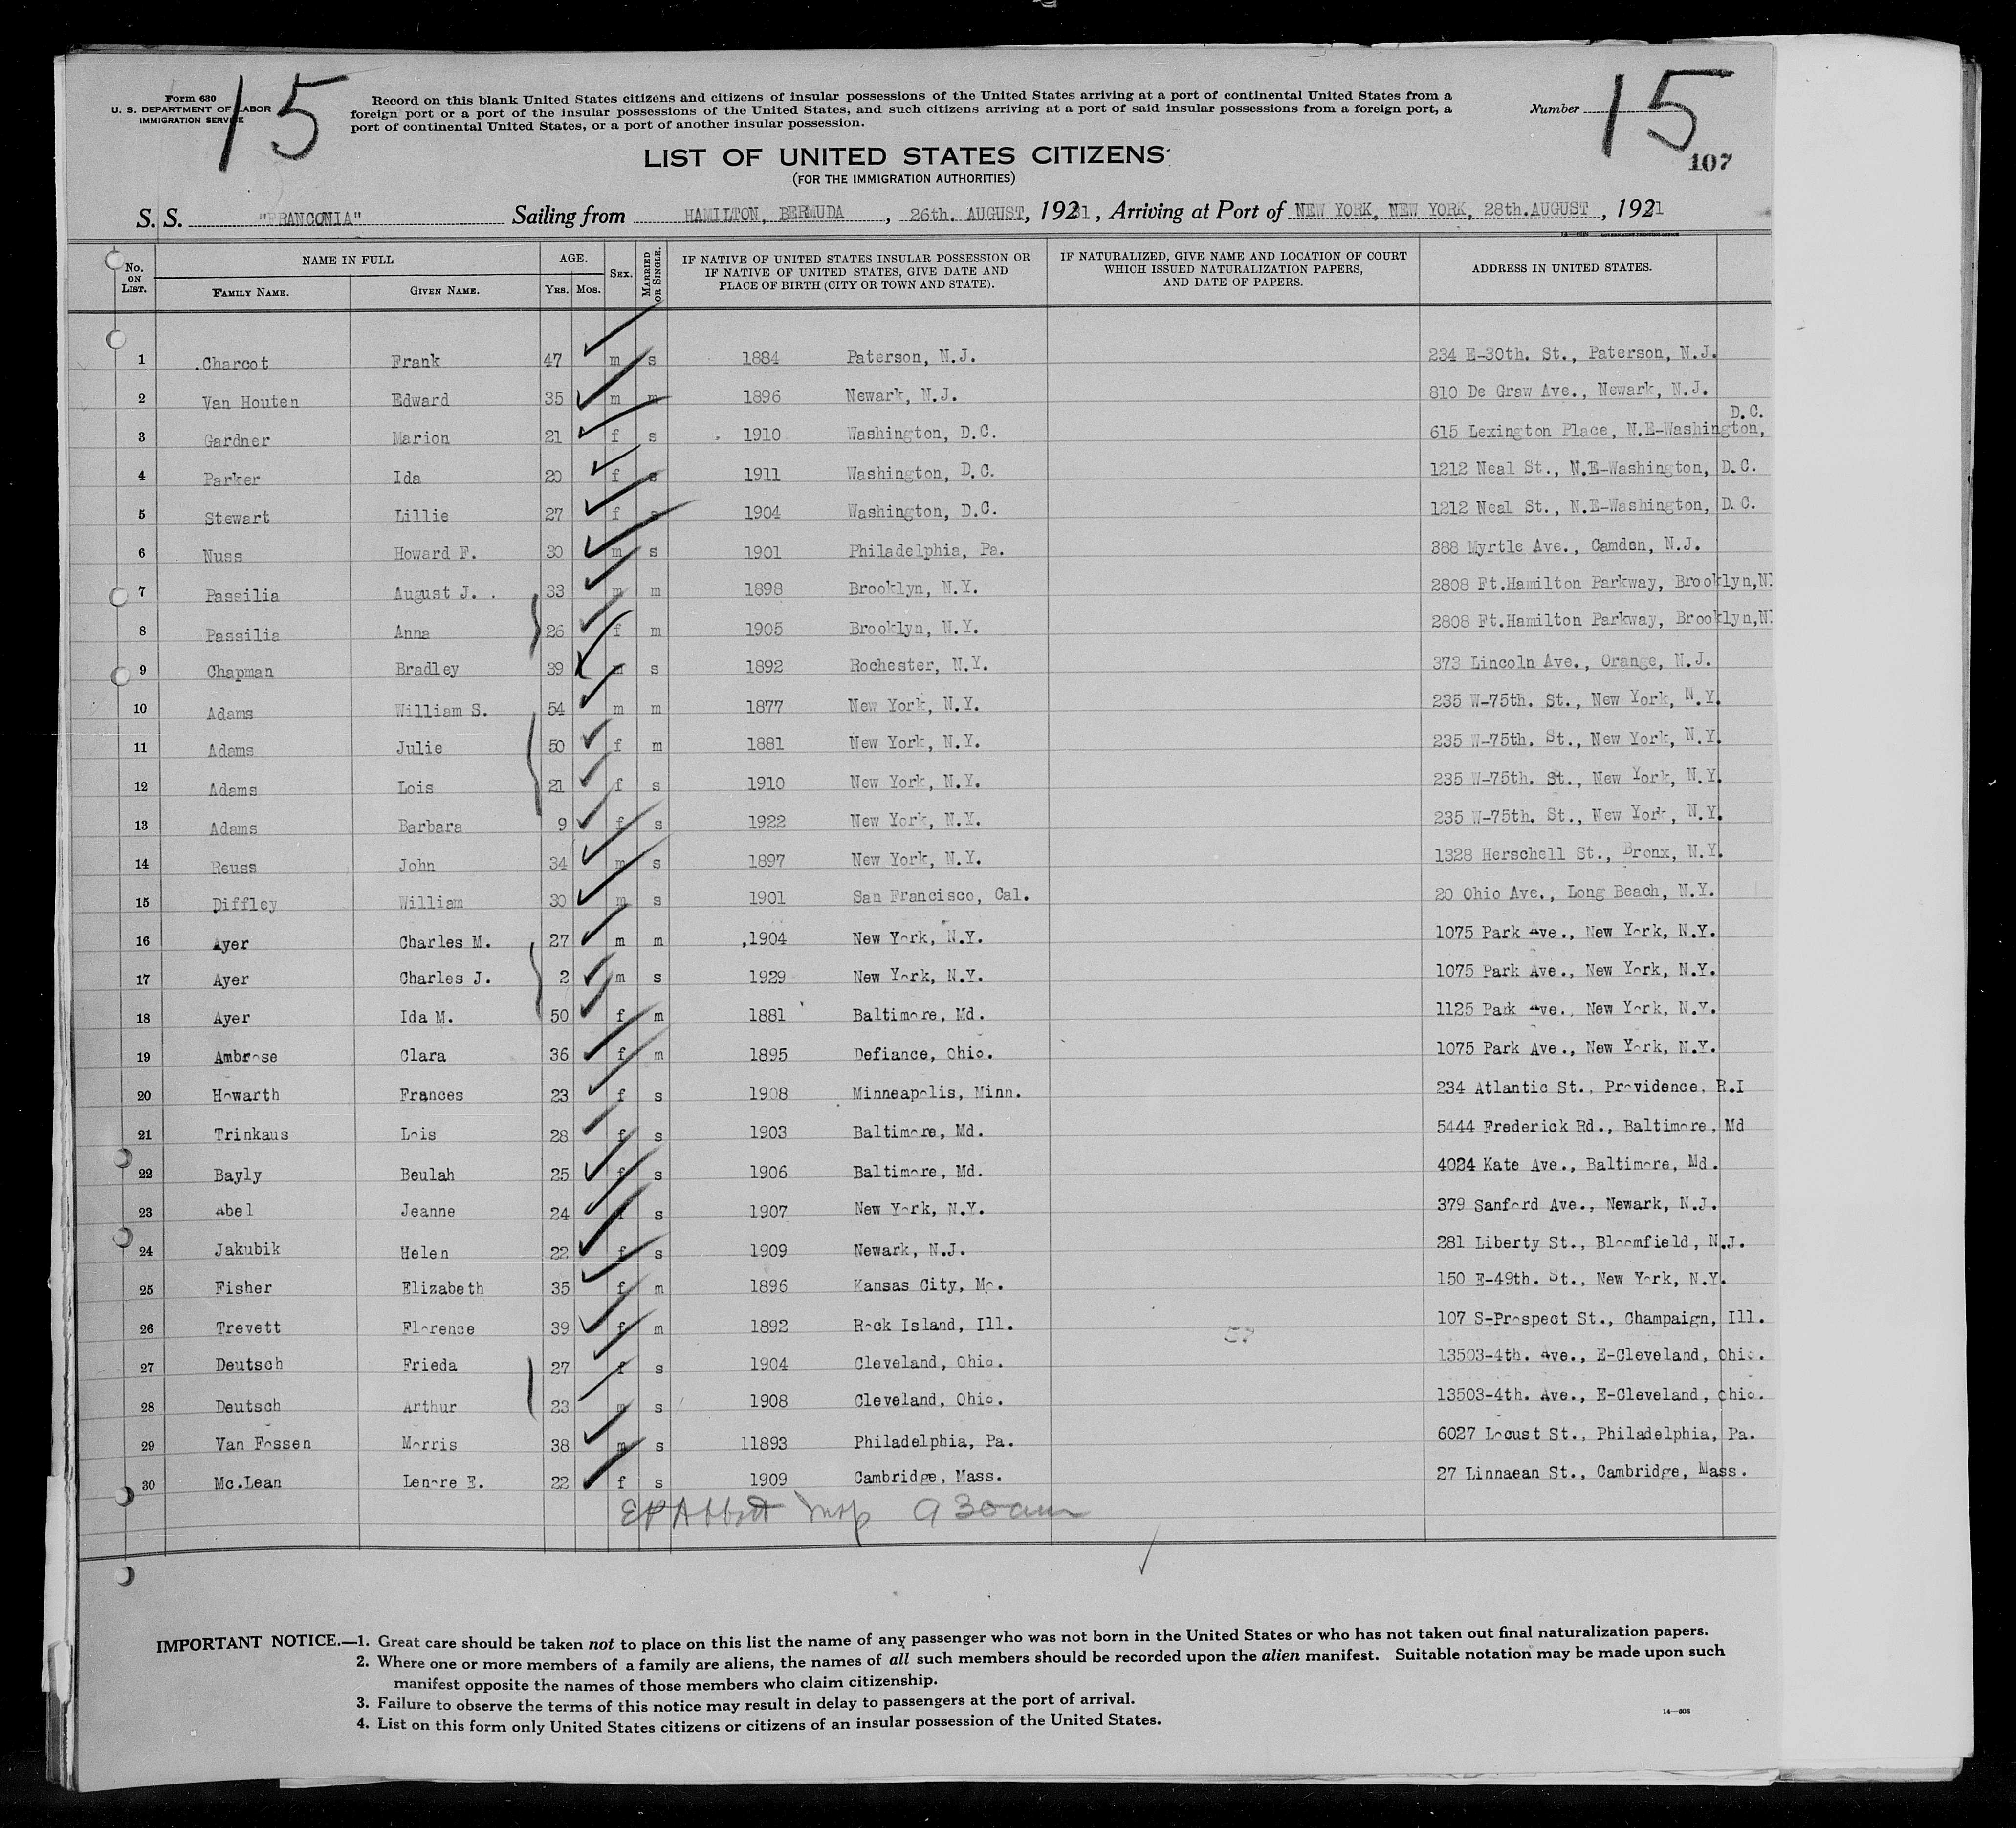 15
15
Form 630
U. S. DEPARTMENT OF LABOR
IMMIGRATION SERVICE
Record on this blank United States citizens and citizens of insular possessions of the United States arriving at a port of continental United States from a
foreign port or a port of the insular possessions of the United States, and such citizens arriving at a port of said insular possessions from a foreign port, a
port of continental United States, or a port of another insular possession.
Number
107
LIST OF UNITED STATES CITIZENS
(FOR THE IMMIGRATION AUTHORITIES)
S. S. "FRANCONIA" Sailing from HAMILTON, BERMUDA, 26th. AUGUST, 1931, Arriving at Port of NEW YORK, NEW YORK, 28th.AUGUST, 1931
No. ON LIST. NAME IN FULL FAMILY NAME. GIVEN NAME. AGE. YRS. MOS. SEX. MARRIED OR SINGLE. IF NATIVE OF UNITED STATES INSULAR POSSESSION OR IF NATIVE OF UNITED STATES, GIVE DATE AND PLACE OF BIRTH (CITY OR TOWN AND STATE). IF NATURALIZED, GIVE NAME AND LOCATION OF COURT WHICH ISSUED NATURALIZATION PAPERS, AND DATE OF PAPERS. ADDRESS IN UNITED STATES.
1 Charcot Frank 47 m s 1884 Paterson, N.J. 234 E-30th. St., Paterson, N.J.
2 Van Houten Edward 35 m m 1896 Newark, N.J. 810 De Graw Ave., Newark, N.J.
3 Gardner Marion 21 f s 1910 Washington, D.C. 615 Lexington Place, N.E-Washington, D.C.
4 Parker Ida 20 f s 1911 Washington, D.C. 1212 Neal St., N.E-Washington, D.C.
5 Stewart Lillie 27 f s 1904 Washington, D.C. 1212 Neal St., N.E-Washington, D.C.
6 Nuss Howard F. 30 m s 1901 Philadelphia, Pa. 388 Myrtle Ave., Camden, N.J.
7 Passilia August J. 33 m m 1898 Brooklyn, N.Y. 2808 Ft.Hamilton Parkway, Brooklyn,N
8 Passilia Anna 26 f m 1905 Brooklyn, N.Y. 2808 Ft.Hamilton Parkway, Brooklyn,N
9 Chapman Bradley 39 m s 1892 Rochester, N.Y. 373 Lincoln Ave., Orange, N.J.
10 Adams William S. 54 m m 1877 New York, N.Y. 235 W-75th. St., New York, N.Y.
11 Adams Julie 50 f m 1881 New York, N.Y. 235 W-75th. St., New York, N.Y.
12 Adams Lois 21 f s 1910 New York, N.Y. 235 W-75th. St., New York, N.Y.
13 Adams Barbara 9 f s 1922 New York, N.Y. 235 W-75th. St., New York, N.Y.
14 Reuss John 34 m s 1897 New York, N.Y. 1328 Herschell St., Bronx, N.Y.
15 Diffley William 30 m s 1901 San Francisco, Cal. 20 Ohio Ave., Long Beach, N.Y.
16 Ayer Charles M. 27 m m 1904 New York, N.Y. 1075 Park Ave., New York, N.Y.
17 Ayer Charles J. 2 m s 1929 New York, N.Y. 1075 Park Ave., New York, N.Y.
18 Ayer Ida M. 50 f m 1881 Baltimore, Md. 1125 Park Ave., New York, N.Y.
19 Ambrose Clara 36 f m 1895 Defiance, Ohio. 1075 Park Ave., New York, N.Y.
20 Howarth Frances 23 f s 1908 Minneapolis, Minn. 234 Atlantic St., Providence, R.I
21 Trinkaus Lois 28 f s 1903 Baltimore, Md. 5444 Frederick Rd., Baltimore, Md
22 Bayly Beulah 25 f s 1906 Baltimore, Md. 4024 Kate Ave., Baltimore, Md.
23 Abel Jeanne 24 f s 1907 New York, N.Y. 379 Sanford Ave., Newark, N.J.
24 Jakubik Helen 22 f s 1909 Newark, N.J. 281 Liberty St., Bloomfield, N.J.
25 Fisher Elizabeth 35 f m 1896 Kansas City, Mo. 150 E-49th. St., New York, N.Y.
26 Trevett Florence 39 f m 1892 Rock Island, Ill. 107 S-Prospect St., Champaign, Ill.
27 Deutsch Frieda 27 f s 1904 Cleveland, Ohio. 13503-4th. Ave., E-Cleveland, Ohio.
28 Deutsch Arthur 23 m s 1908 Cleveland, Ohio. 13503-4th. Ave., E-Cleveland, Ohio.
29 Van Fossen Morris 38 m s 11893 Philadelphia, Pa. 6027 Locust St., Philadelphia, Pa.
30 Mc.Lean Lenore E. 22 f s 1909 Cambridge, Mass. 27 Linnaean St., Cambridge, Mass.
Abbott Insp 9 30 am
IMPORTANT NOTICE.—1. Great care should be taken not to place on this list the name of any passenger who was not born in the United States or who has not taken out final naturalization papers.
2. Where one or more members of a family are aliens, the names of all such members should be recorded upon the alien manifest. Suitable notation may be made upon such
manifest opposite the names of those members who claim citizenship.
3. Failure to observe the terms of this notice may result in delay to passengers at the port of arrival.
4. List on this form only United States citizens or citizens of an insular possession of the United States.